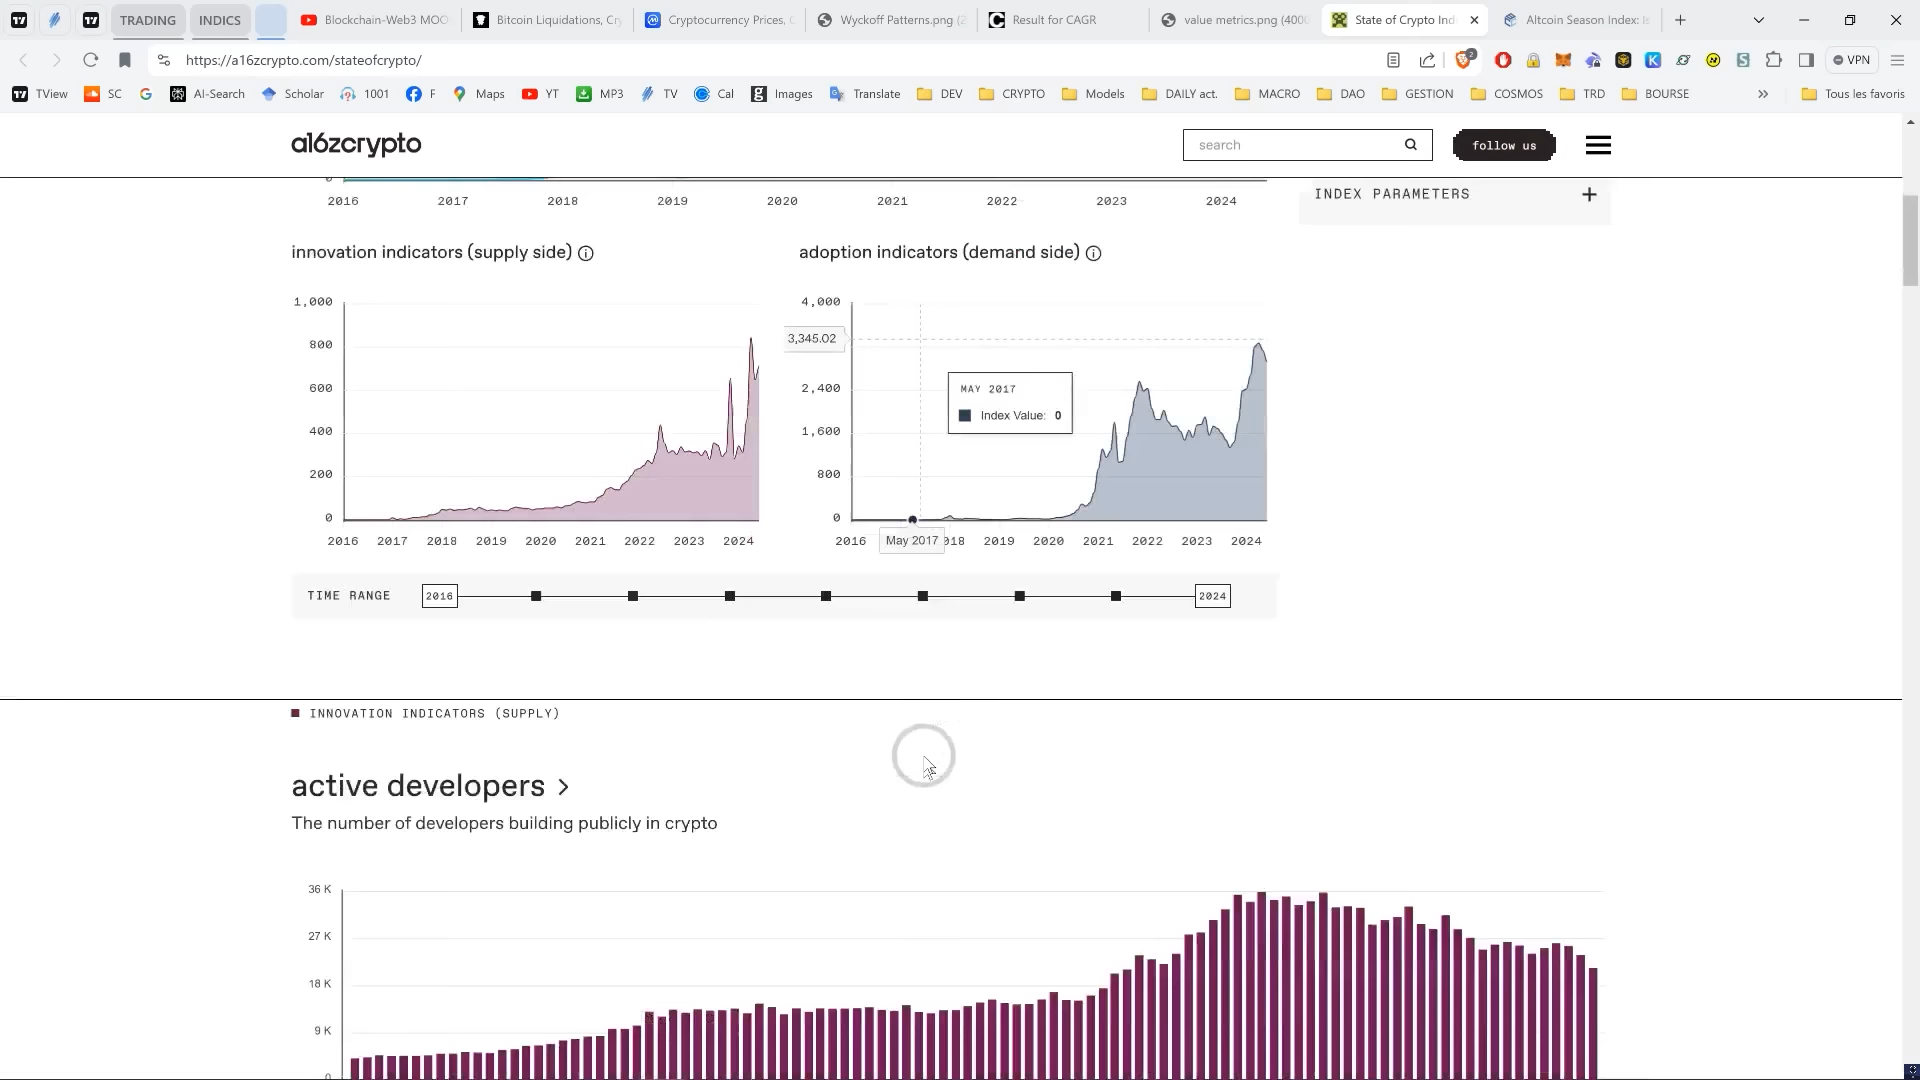 TRADING
INDICS
Blockchain-Web3 MOO
Bitcoin Liquidations, Cry
Cryptocurrency Prices, C
Wyckoff Patterns.png (2
Result for CAGR
value metrics.png (4000
State of Crypto Ind
Altcoin Season Index: Is
https://a16zcrypto.com/stateofcrypto/
2
VPN
TView
SC
AI-Search
Scholar
1001
F
Maps
YT
MP3
TV
Cal
Images
Translate
DEV
CRYPTO
Models
DAILY act.
MACRO
DAO
GESTION
COSMOS
TRD
BOURSE
Tous les favoris
a16zcrypto
search
follow us
0
2016 2017 2018 2019 2020 2021 2022 2023 2024
INDEX PARAMETERS +
innovation indicators (supply side)
1,000
800
600
400
200
0
2016 2017 2018 2019 2020 2021 2022 2023 2024
adoption indicators (demand side)
4,000
3,345.02
2,400
1,600
800
0
MAY 2017
Index Value: 0
2016 May 2017 018 2019 2020 2021 2022 2023 2024
TIME RANGE 2016 2024
INNOVATION INDICATORS (SUPPLY)
active developers >
The number of developers building publicly in crypto
36 K
27 K
18 K
9 K
0